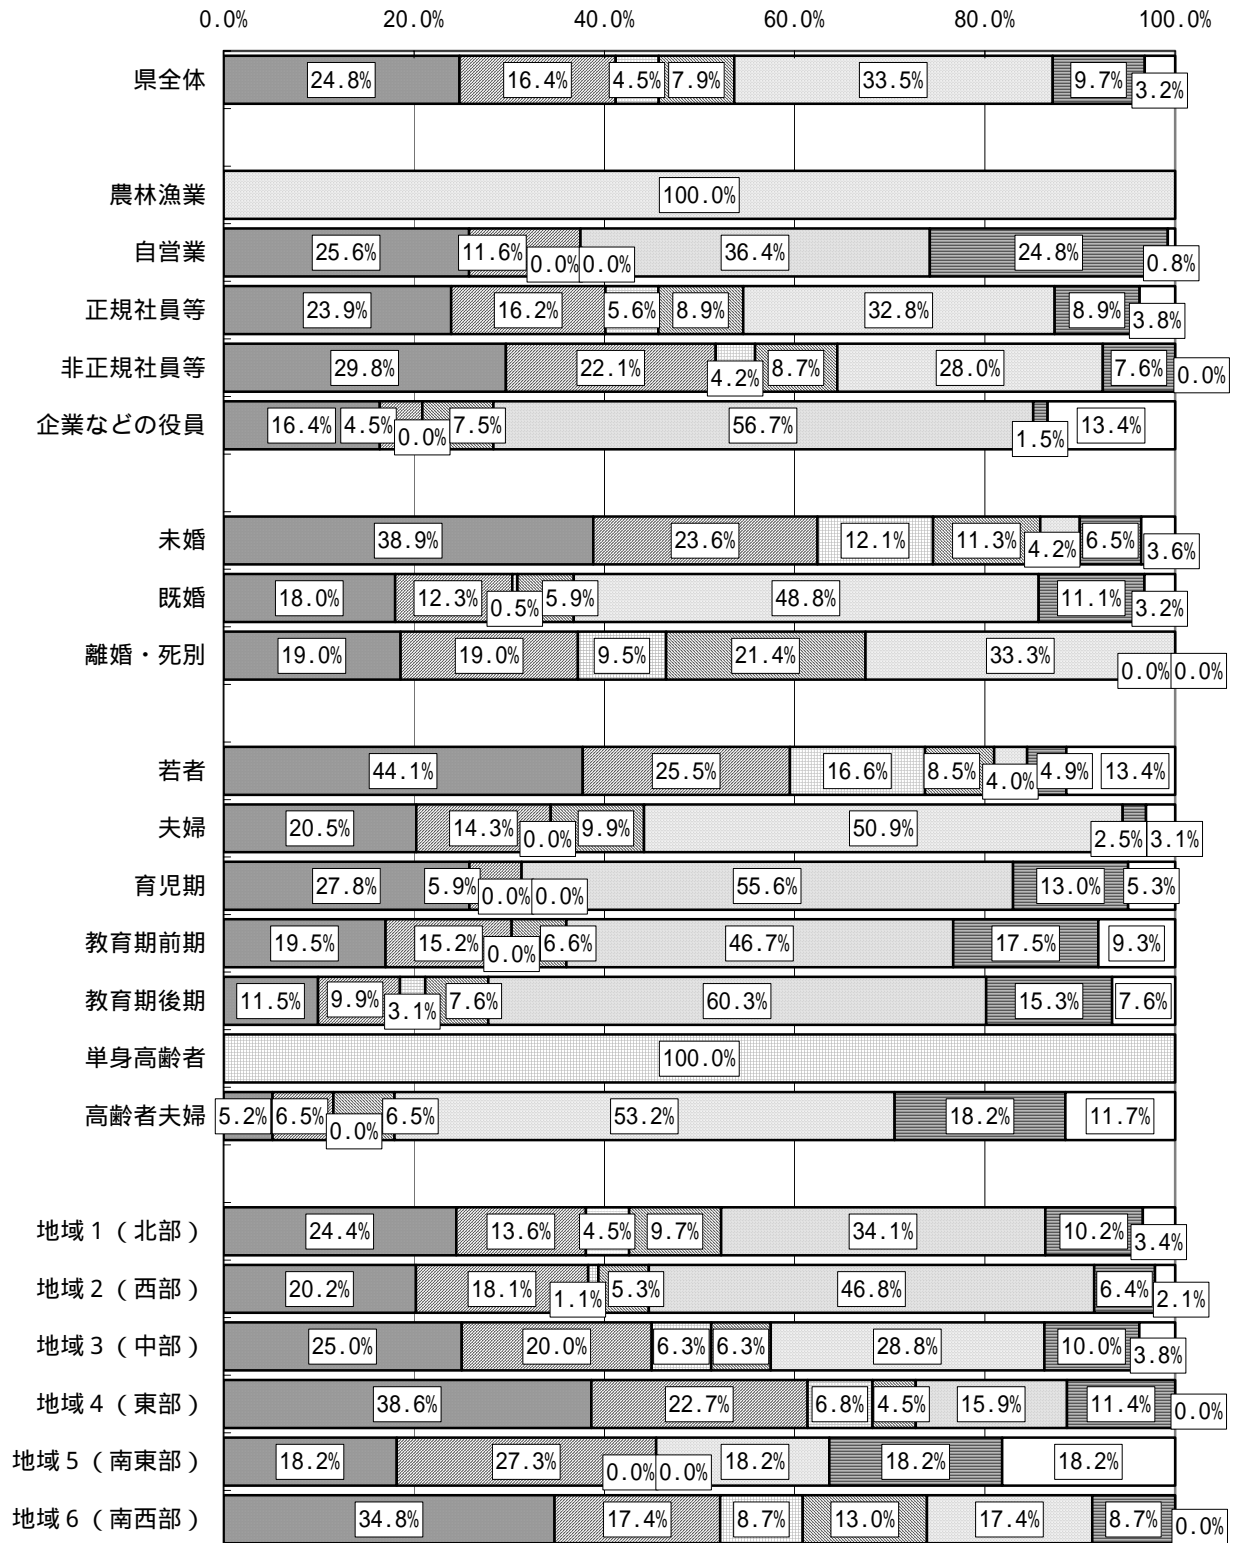 0.0% 20.0% 40.0% 60.0% 80.0% 100.0%
県全体 24.8% 16.4% 4.5% 7.9% 33.5% 9.7% 3.2%
農林漁業 100.0%
自営業 25.6% 11.6% 0.0% 0.0% 36.4% 24.8% 0.8%
正規社員等 23.9% 16.2% 5.6% 8.9% 32.8% 8.9% 3.8%
非正規社員等 29.8% 22.1% 4.2% 8.7% 28.0% 7.6% 0.0%
企業などの役員 16.4% 4.5% 0.0% 7.5% 56.7% 1.5% 13.4%
未婚 38.9% 23.6% 12.1% 11.3% 4.2% 6.5% 3.6%
既婚 18.0% 12.3% 0.5% 5.9% 48.8% 11.1% 3.2%
離婚・死別 19.0% 19.0% 9.5% 21.4% 33.3% 0.0% 0.0%
若者 44.1% 25.5% 16.6% 8.5% 4.0% 4.9% 13.4%
夫婦 20.5% 14.3% 0.0% 9.9% 50.9% 2.5% 3.1%
育児期 27.8% 5.9% 0.0% 0.0% 55.6% 13.0% 5.3%
教育期前期 19.5% 15.2% 0.0% 6.6% 46.7% 17.5% 9.3%
教育期後期 11.5% 9.9% 3.1% 7.6% 60.3% 15.3% 7.6%
単身高齢者 100.0%
高齢者夫婦 5.2% 6.5% 0.0% 6.5% 53.2% 18.2% 11.7%
地域1（北部） 24.4% 13.6% 4.5% 9.7% 34.1% 10.2% 3.4%
地域2（西部） 20.2% 18.1% 1.1% 5.3% 46.8% 6.4% 2.1%
地域3（中部） 25.0% 20.0% 6.3% 6.3% 28.8% 10.0% 3.8%
地域4（東部） 38.6% 22.7% 6.8% 4.5% 15.9% 11.4% 0.0%
地域5（南東部） 18.2% 27.3% 0.0% 0.0% 18.2% 18.2% 18.2%
地域6（南西部） 34.8% 17.4% 8.7% 13.0% 17.4% 8.7% 0.0%